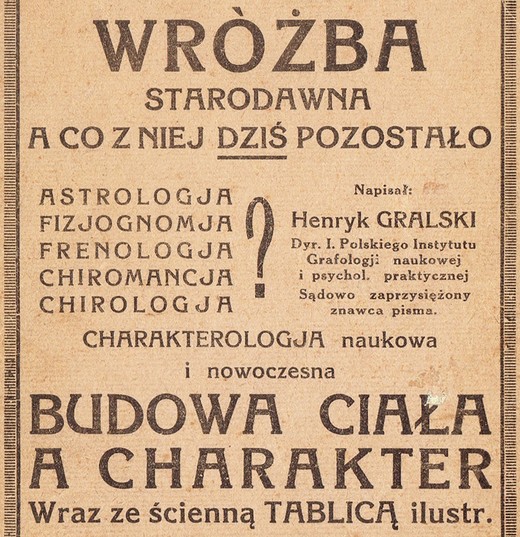 WRÒŻBA
STARODAWNA
A CO Z NIEJ DZIŚ POZOSTAŁO
ASTROLOGJA
FIZJOGNOMJA
FRENOLOGJA
CHIROMANCJA
CHIROLOGJA
?
Napisał:
Henryk GRALSKI
Dyr. I. Polskiego Instytutu
Grafologji naukowej
i psychol. praktycznej
Sądowo zaprzysiężony
znawca pisma.
CHARAKTEROLOGJA naukowa
i nowoczesna
BUDOWA CIAŁA
A CHARAKTER
Wraz ze ścienną TABLICĄ ilustr.